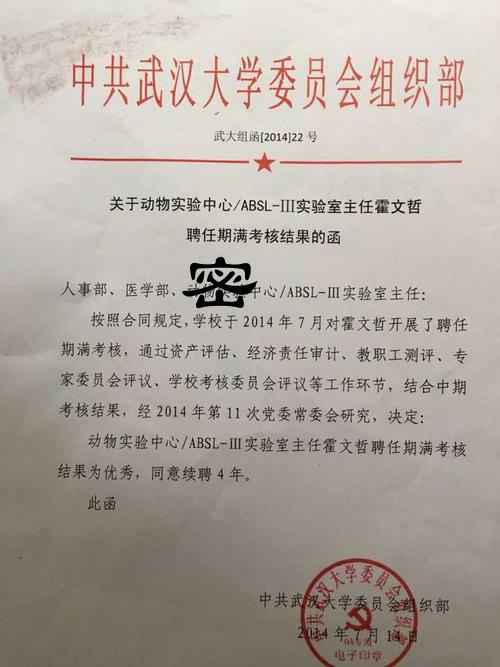 中共武汉大学委员会组织部
武大组函[2014]22 号
关于动物实验中心/ABSL-III实验室主任霍文哲
聘任期满考核结果的函
密
人事部、医学部、动物实验中心/ABSL-III实验室主任：
按照合同规定，学校于 2014 年 7 月对霍文哲开展了聘任
期满考核，通过资产评估、经济责任审计、教职工测评、专
家委员会评议、学校考核委员会评议等工作环节，结合中期
考核结果，经 2014 年第 11 次党委常委会研究，决定：
动物实验中心/ABSL-III实验室主任霍文哲聘任期满考核
结果为优秀，同意续聘 4 年。
此函
中共武汉大学委员会组织部
2014 年 7 月 14 日
中共武汉大学委员会组织部
OA专用
电子印章